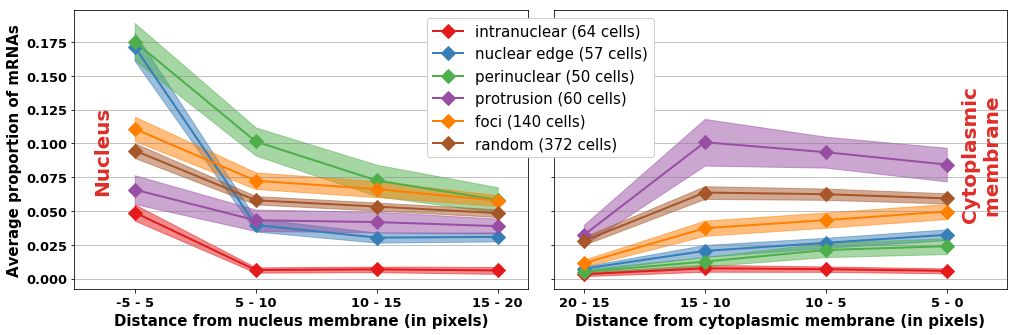 Average proportion of mRNAs
0.175
0.150
0.125
0.100
0.075
0.050
0.025
0.000
Nucleus
-5 - 5
5 - 10
10 - 15
15 - 20
Distance from nucleus membrane (in pixels)
intranuclear (64 cells)
nuclear edge (57 cells)
perinuclear (50 cells)
protrusion (60 cells)
foci (140 cells)
random (372 cells)
Cytoplasmic
membrane
20 - 15
15 - 10
10 - 5
5 - 0
Distance from cytoplasmic membrane (in pixels)